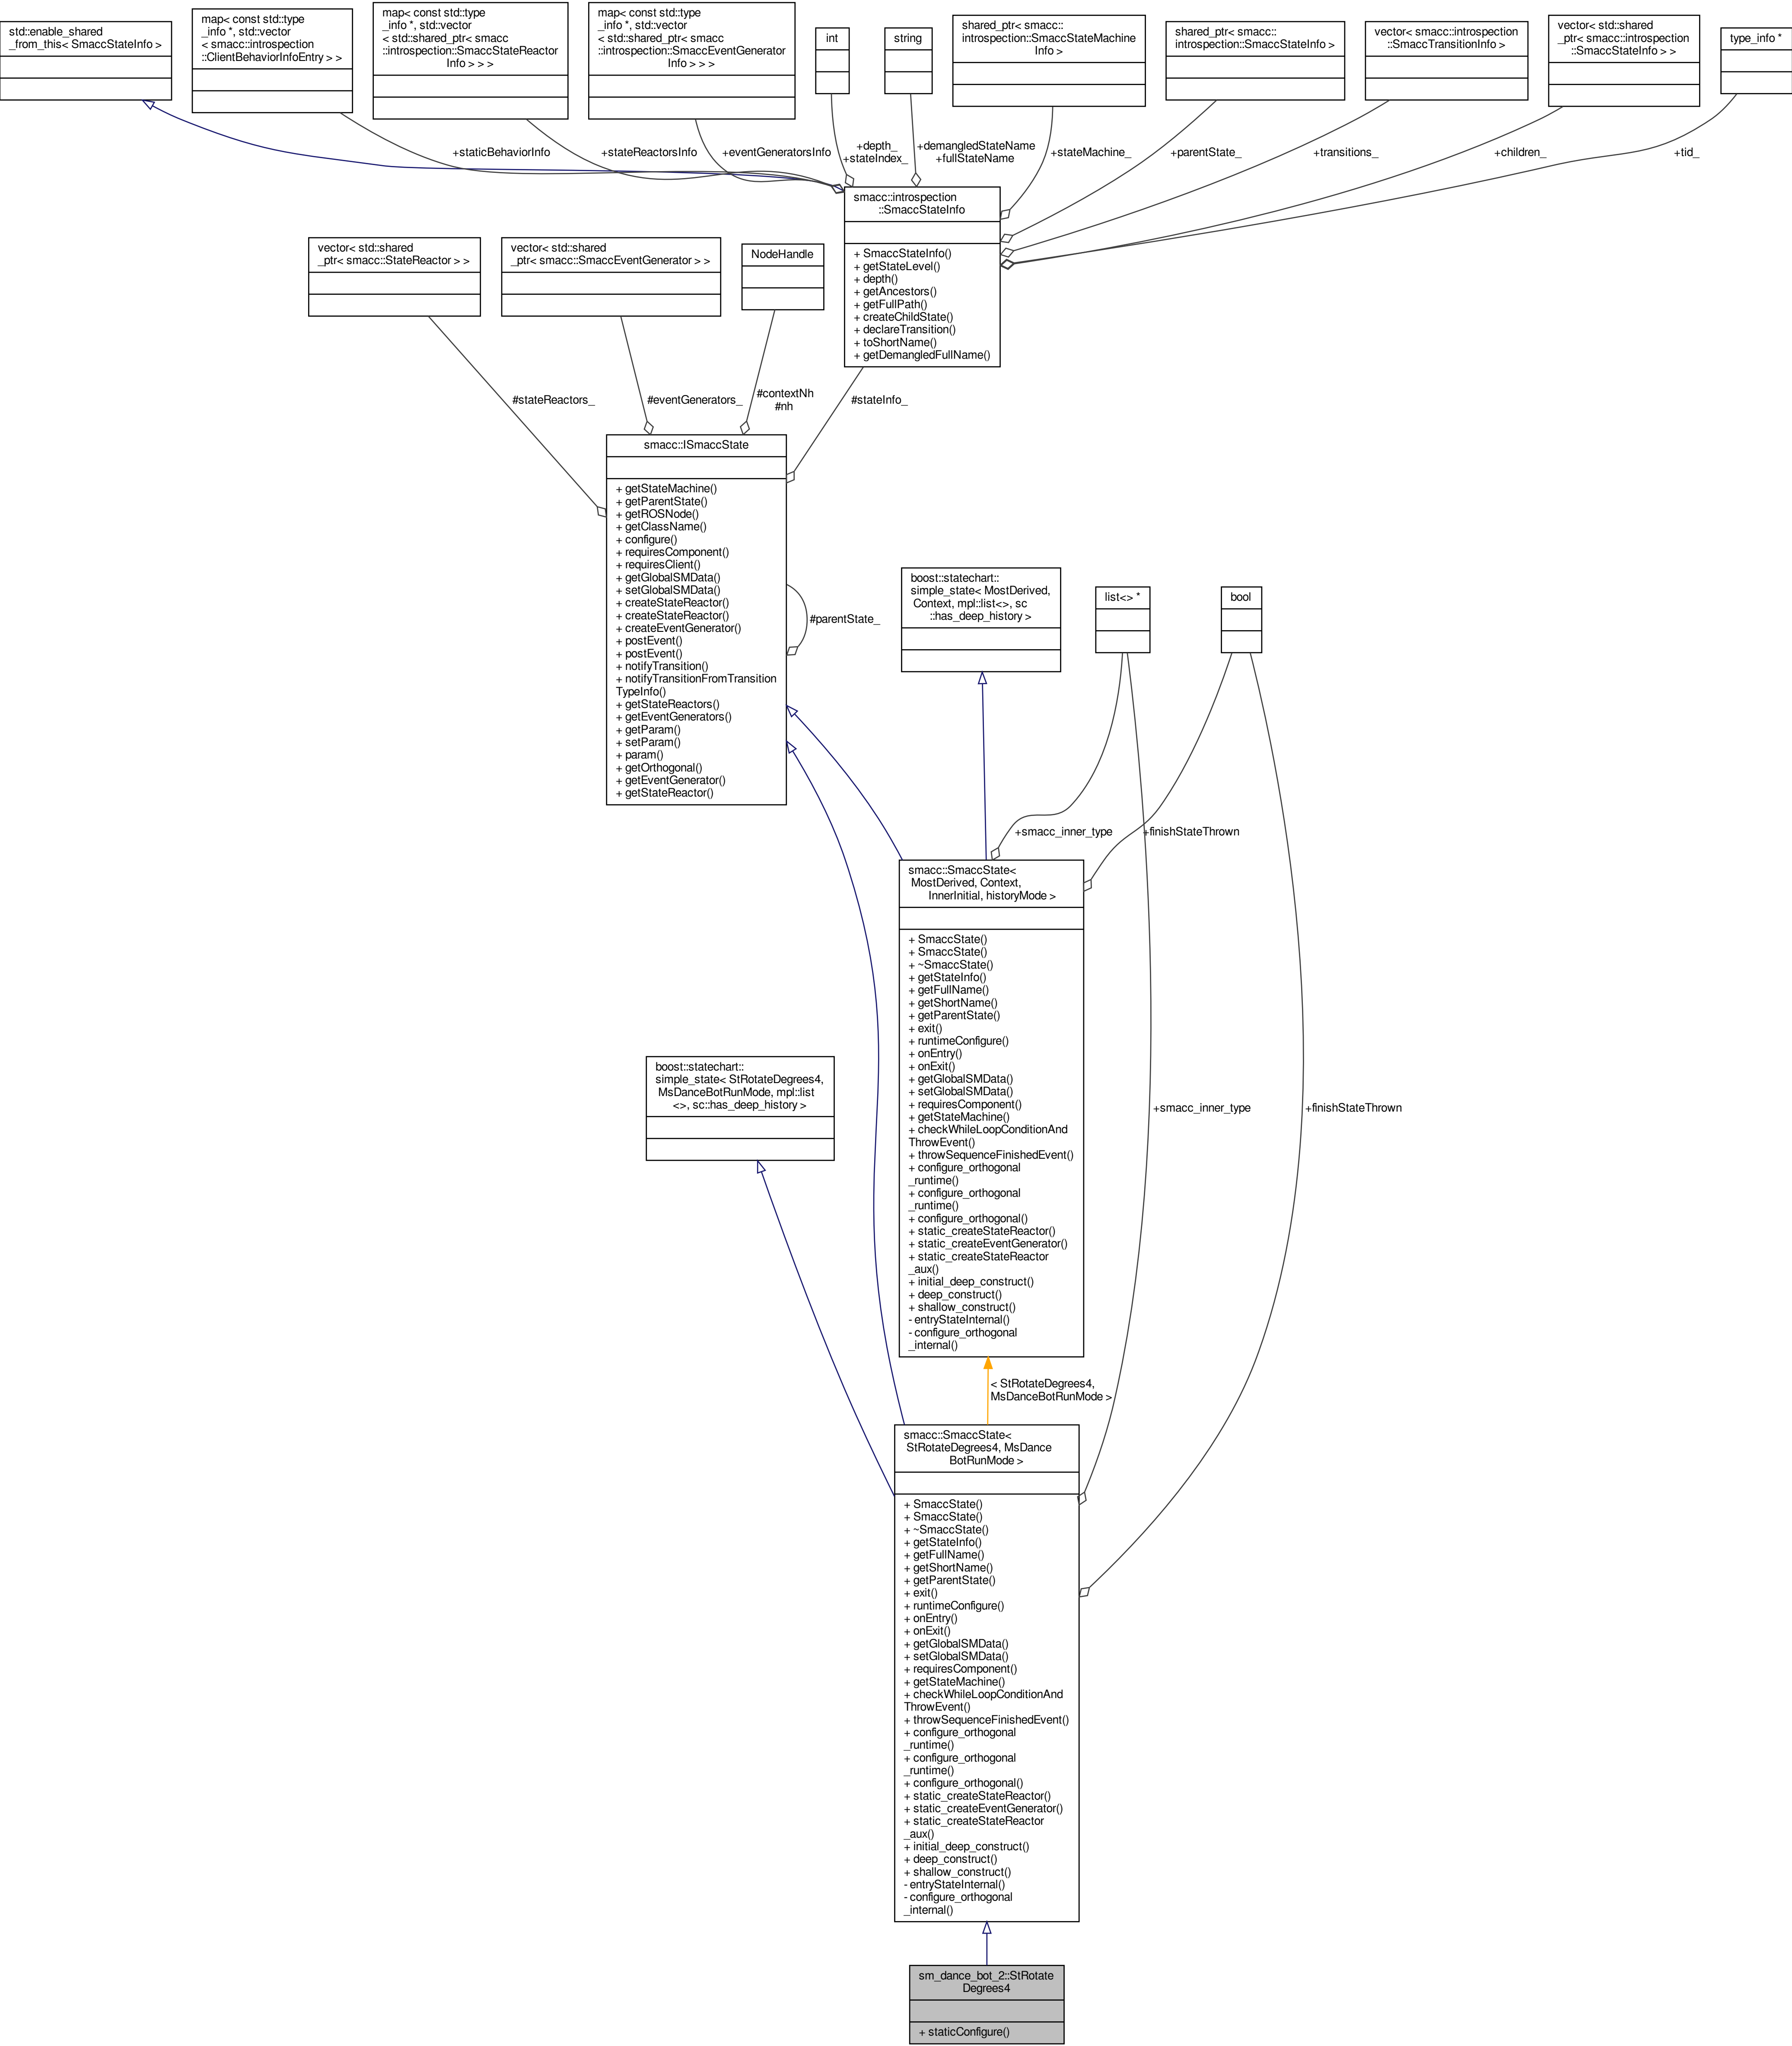 std::enable_shared
_from_this< SmaccStateInfo >
map< const std::type
_info *, std::vector
< smacc::introspection
::ClientBehaviorInfoEntry > >
map< const std::type
_info *, std::vector
< std::shared_ptr< smacc
::introspection::SmaccStateReactor
Info > > >
map< const std::type
_info *, std::vector
< std::shared_ptr< smacc
::introspection::SmaccEventGenerator
Info > > >
int
string
shared_ptr< smacc::
introspection::SmaccStateMachine
Info >
shared_ptr< smacc::
introspection::SmaccStateInfo >
vector< smacc::introspection
::SmaccTransitionInfo >
vector< std::shared
_ptr< smacc::introspection
::SmaccStateInfo > >
type_info *
+staticBehaviorInfo
+stateReactorsInfo
+eventGeneratorsInfo
+depth_
+stateIndex_
+demangledStateName
+fullStateName
+stateMachine_
+parentState_
+transitions_
+children_
+tid_
smacc::introspection
::SmaccStateInfo
+ SmaccStateInfo()
+ getStateLevel()
+ depth()
+ getAncestors()
+ getFullPath()
+ createChildState()
+ declareTransition()
+ toShortName()
+ getDemangledFullName()
vector< std::shared
_ptr< smacc::StateReactor > >
vector< std::shared
_ptr< smacc::SmaccEventGenerator > >
NodeHandle
#stateReactors_
#eventGenerators_
#contextNh
#nh
#stateInfo_
smacc::ISmaccState
+ getStateMachine()
+ getParentState()
+ getROSNode()
+ getClassName()
+ configure()
+ requiresComponent()
+ requiresClient()
+ getGlobalSMData()
+ setGlobalSMData()
+ createStateReactor()
+ createStateReactor()
+ createEventGenerator()
+ postEvent()
+ postEvent()
+ notifyTransition()
+ notifyTransitionFromTransition
TypeInfo()
+ getStateReactors()
+ getEventGenerators()
+ getParam()
+ setParam()
+ param()
+ getOrthogonal()
+ getEventGenerator()
+ getStateReactor()
#parentState_
boost::statechart::
simple_state< MostDerived,
Context, mpl::list<>, sc
::has_deep_history >
list<> *
bool
+smacc_inner_type
+finishStateThrown
smacc::SmaccState<
MostDerived, Context,
InnerInitial, historyMode >
+ SmaccState()
+ SmaccState()
+ ~SmaccState()
+ getStateInfo()
+ getFullName()
+ getShortName()
+ getParentState()
+ exit()
+ runtimeConfigure()
+ onEntry()
+ onExit()
+ getGlobalSMData()
+ setGlobalSMData()
+ requiresComponent()
+ getStateMachine()
+ checkWhileLoopConditionAnd
ThrowEvent()
+ throwSequenceFinishedEvent()
+ configure_orthogonal
_runtime()
+ configure_orthogonal
_runtime()
+ configure_orthogonal()
+ static_createStateReactor()
+ static_createEventGenerator()
+ static_createStateReactor
_aux()
+ initial_deep_construct()
+ deep_construct()
+ shallow_construct()
- entryStateInternal()
- configure_orthogonal
_internal()
boost::statechart::
simple_state< StRotateDegrees4,
MsDanceBotRunMode, mpl::list
<>, sc::has_deep_history >
+smacc_inner_type
+finishStateThrown
< StRotateDegrees4,
MsDanceBotRunMode >
smacc::SmaccState<
StRotateDegrees4, MsDance
BotRunMode >
+ SmaccState()
+ SmaccState()
+ ~SmaccState()
+ getStateInfo()
+ getFullName()
+ getShortName()
+ getParentState()
+ exit()
+ runtimeConfigure()
+ onEntry()
+ onExit()
+ getGlobalSMData()
+ setGlobalSMData()
+ requiresComponent()
+ getStateMachine()
+ checkWhileLoopConditionAnd
ThrowEvent()
+ throwSequenceFinishedEvent()
+ configure_orthogonal
_runtime()
+ configure_orthogonal
_runtime()
+ configure_orthogonal()
+ static_createStateReactor()
+ static_createEventGenerator()
+ static_createStateReactor
_aux()
+ initial_deep_construct()
+ deep_construct()
+ shallow_construct()
- entryStateInternal()
- configure_orthogonal
_internal()
sm_dance_bot_2::StRotate
Degrees4
+ staticConfigure()